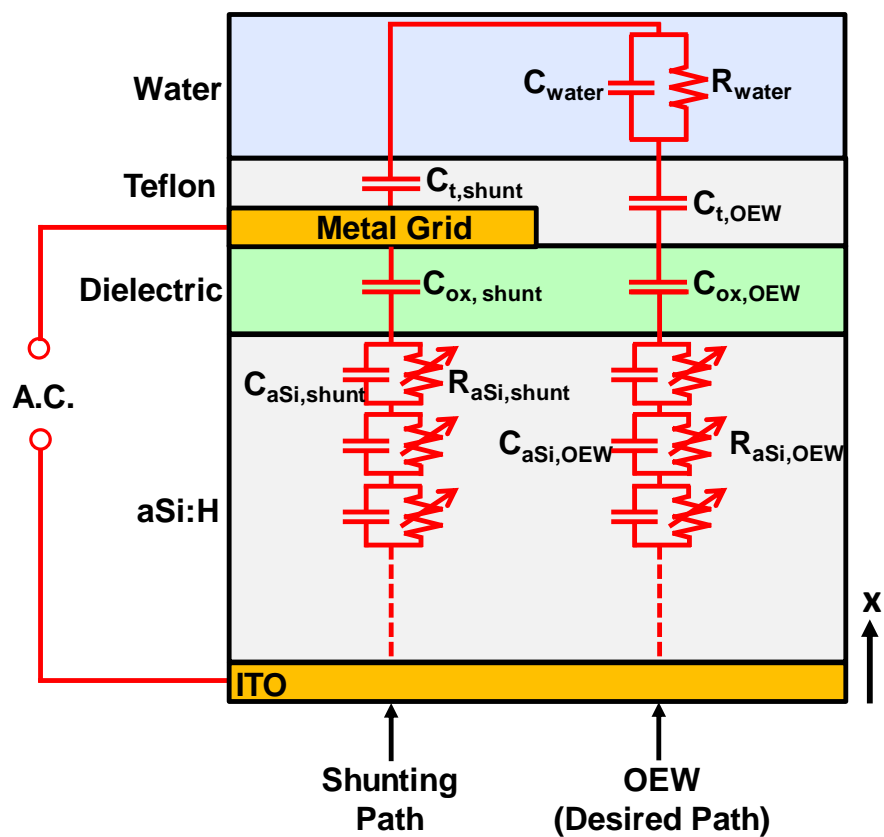 Water
C_water
R_water
Teflon
C_t,shunt
C_t,OEW
Metal Grid
Dielectric
C_ox, shunt
C_ox,OEW
A.C.
C_aSi,shunt
R_aSi,shunt
C_aSi,OEW
R_aSi,OEW
aSi:H
x
ITO
Shunting
Path
OEW
(Desired Path)